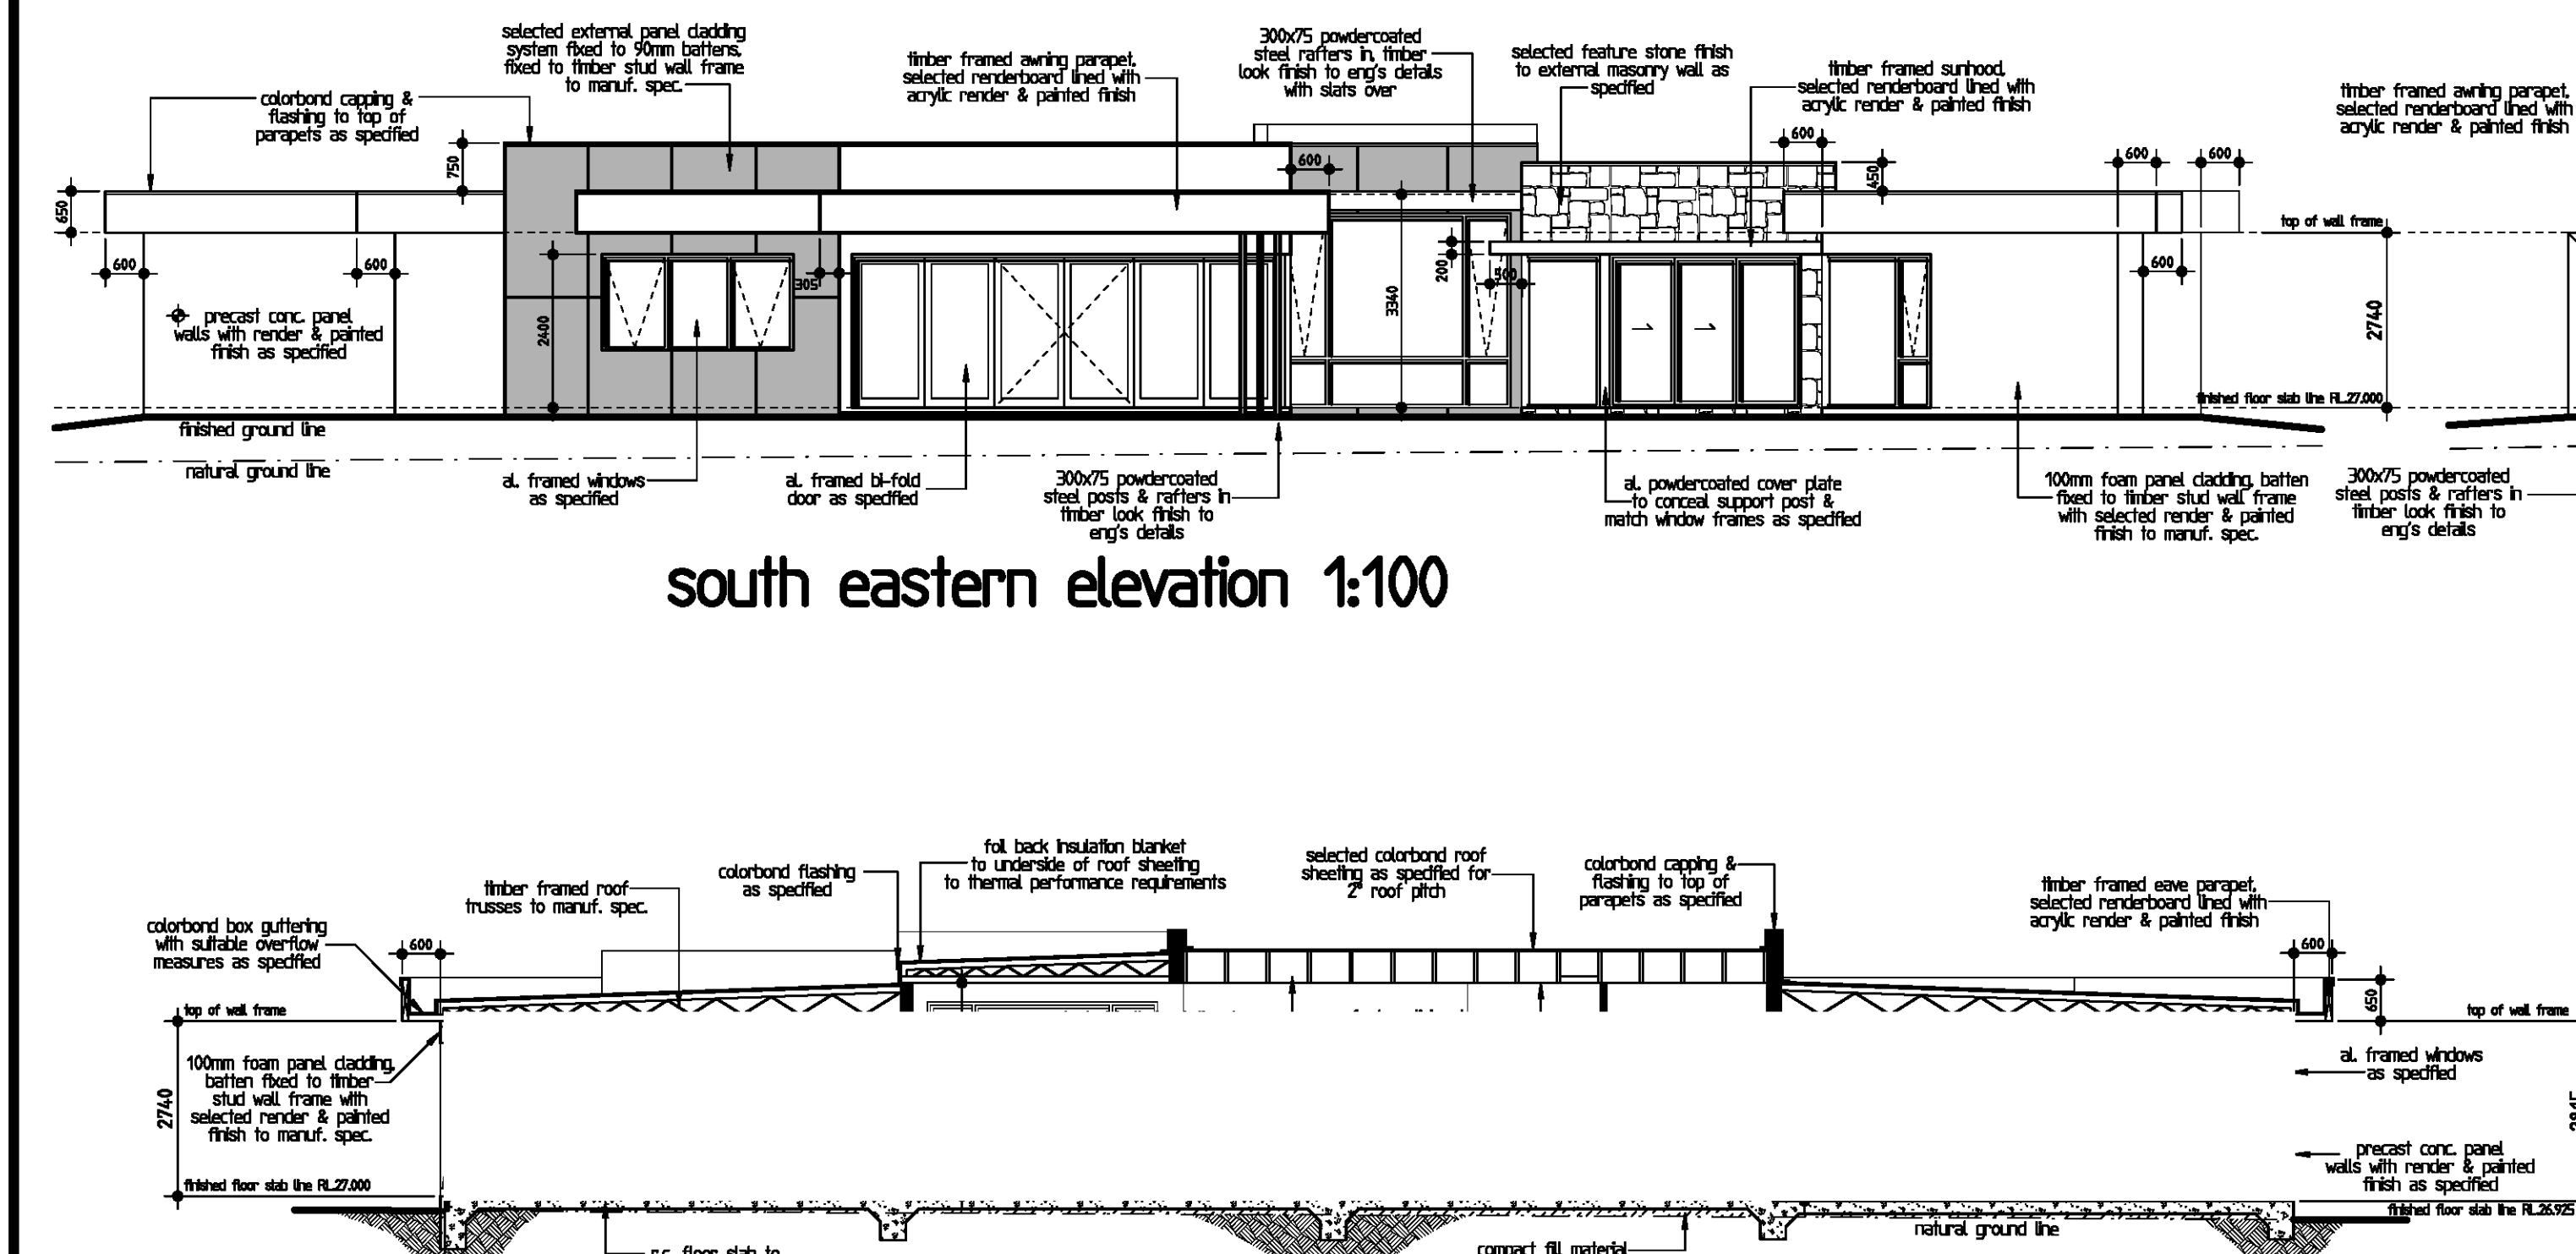 selected external panel cladding
system fixed to 90mm battens,
fixed to timber stud wall frame
to manuf. spec.
colorbond capping &
flashing to top of
parapets as specified
timber framed awning parapet,
selected renderboard lined with
acrylic render & painted finish
300x75 powdercoated
steel rafters in, timber
look finish to eng's details
with slats over
selected feature stone finish
to external masonry wall as
specified
timber framed sunhood,
selected renderboard lined with
acrylic render & painted finish
timber framed awning parapet,
selected renderboard lined with
acrylic render & painted finish
650
750
600
600
450
600
600
600
600
305
2400
3340
200
500
600
top of wall frame
2740
finished floor slab line RL.27.000
precast conc. panel
walls with render & painted
finish as specified
finished ground line
natural ground line
al. framed windows
as specified
al. framed bi-fold
door as specified
300x75 powdercoated
steel posts & rafters in
timber look finish to
eng's details
al. powdercoated cover plate
to conceal support post &
match window frames as specified
100mm foam panel cladding, batten
fixed to timber stud wall frame
with selected render & painted
finish to manuf. spec.
300x75 powdercoated
steel posts & rafters in
timber look finish to
eng's details
south eastern elevation 1:100
colorbond box guttering
with suitable overflow
measures as specified
timber framed roof
trusses to manuf. spec.
colorbond flashing
as specified
foil back insulation blanket
to underside of roof sheeting
to thermal performance requirements
selected colorbond roof
sheeting as specified for
2° roof pitch
colorbond capping &
flashing to top of
parapets as specified
timber framed eave parapet,
selected renderboard lined with
acrylic render & painted finish
600
600
650
top of wall frame
top of wall frame
100mm foam panel cladding,
batten fixed to timber
stud wall frame with
selected render & painted
finish to manuf. spec.
2740
finished floor slab line RL.27.000
al. framed windows
as specified
precast conc. panel
walls with render & painted
finish as specified
finished floor slab line RL.26.925
natural ground line
r.c. floor slab to
compact fill material